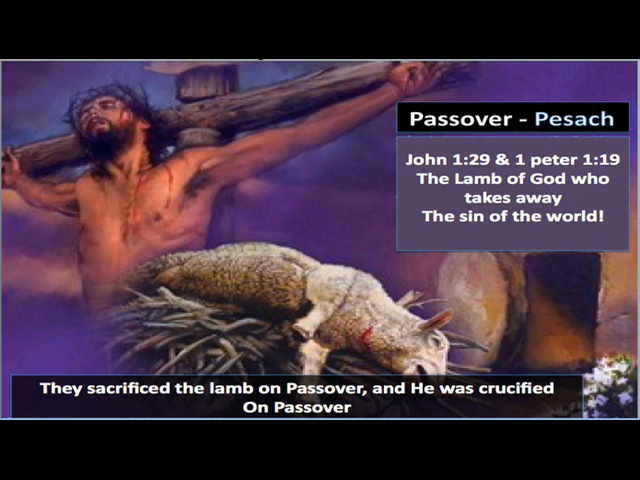 Passover - Pesach
John 1:29 & 1 peter 1:19
The Lamb of God who
takes away
The sin of the world!
They sacrificed the lamb on Passover, and He was crucified
On Passover